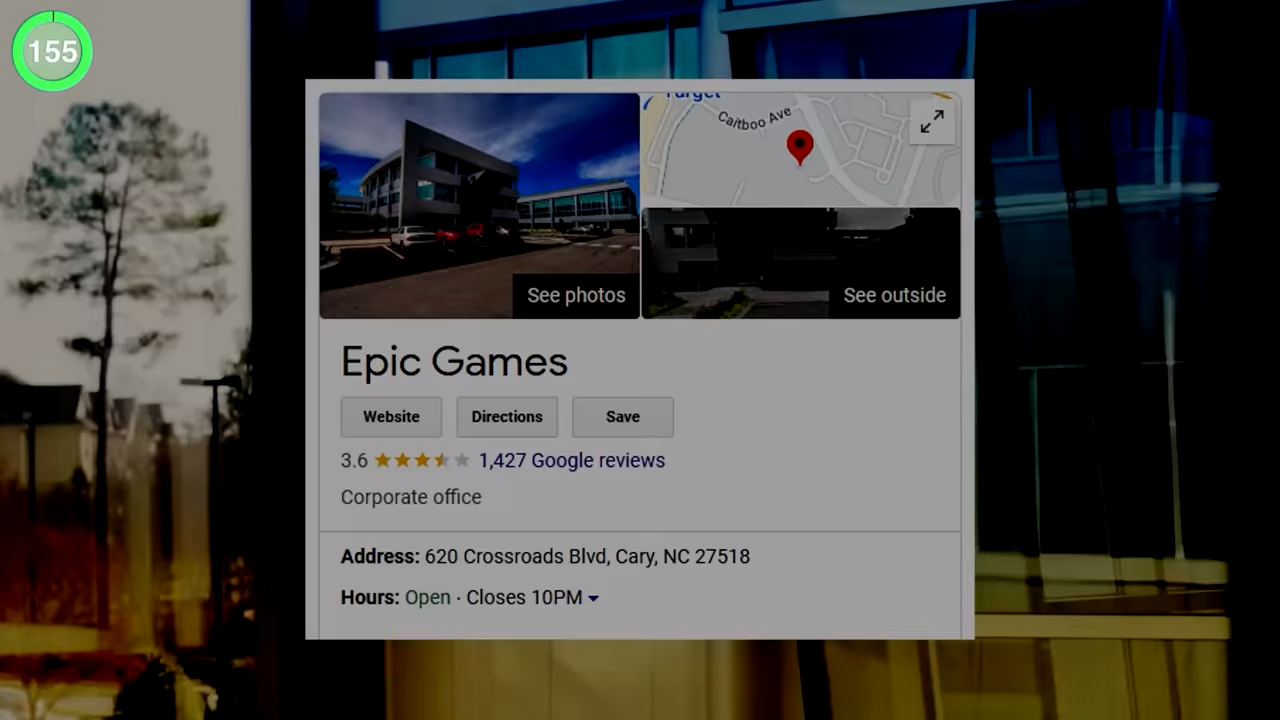 155
Target
Caitboo Ave
See photos
See outside
Epic Games
Website
Directions
Save
3.6
1,427 Google reviews
Corporate office
Address: 620 Crossroads Blvd, Cary, NC 27518
Hours: Open · Closes 10PM